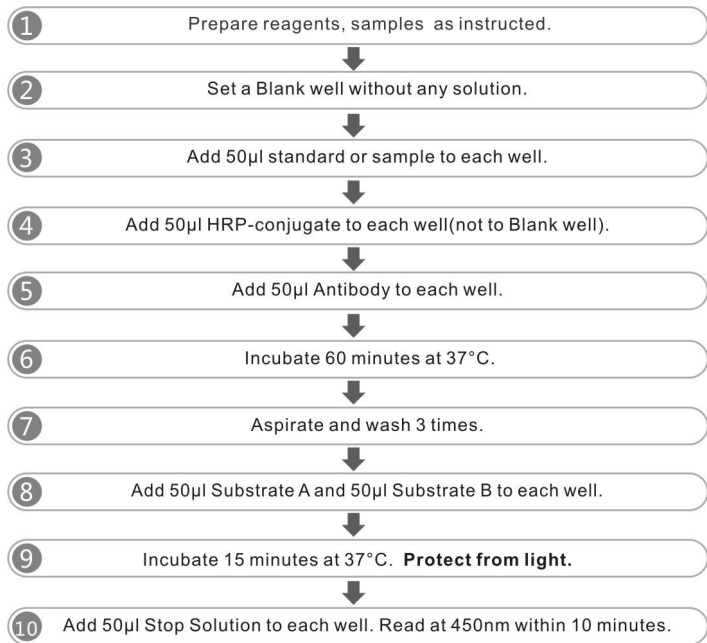 1 Prepare reagents, samples as instructed.
2 Set a Blank well without any solution.
3 Add 50μl standard or sample to each well.
4 Add 50μl HRP-conjugate to each well(not to Blank well).
5 Add 50μl Antibody to each well.
6 Incubate 60 minutes at 37°C.
7 Aspirate and wash 3 times.
8 Add 50μl Substrate A and 50μl Substrate B to each well.
9 Incubate 15 minutes at 37°C. Protect from light.
10 Add 50μl Stop Solution to each well. Read at 450nm within 10 minutes.